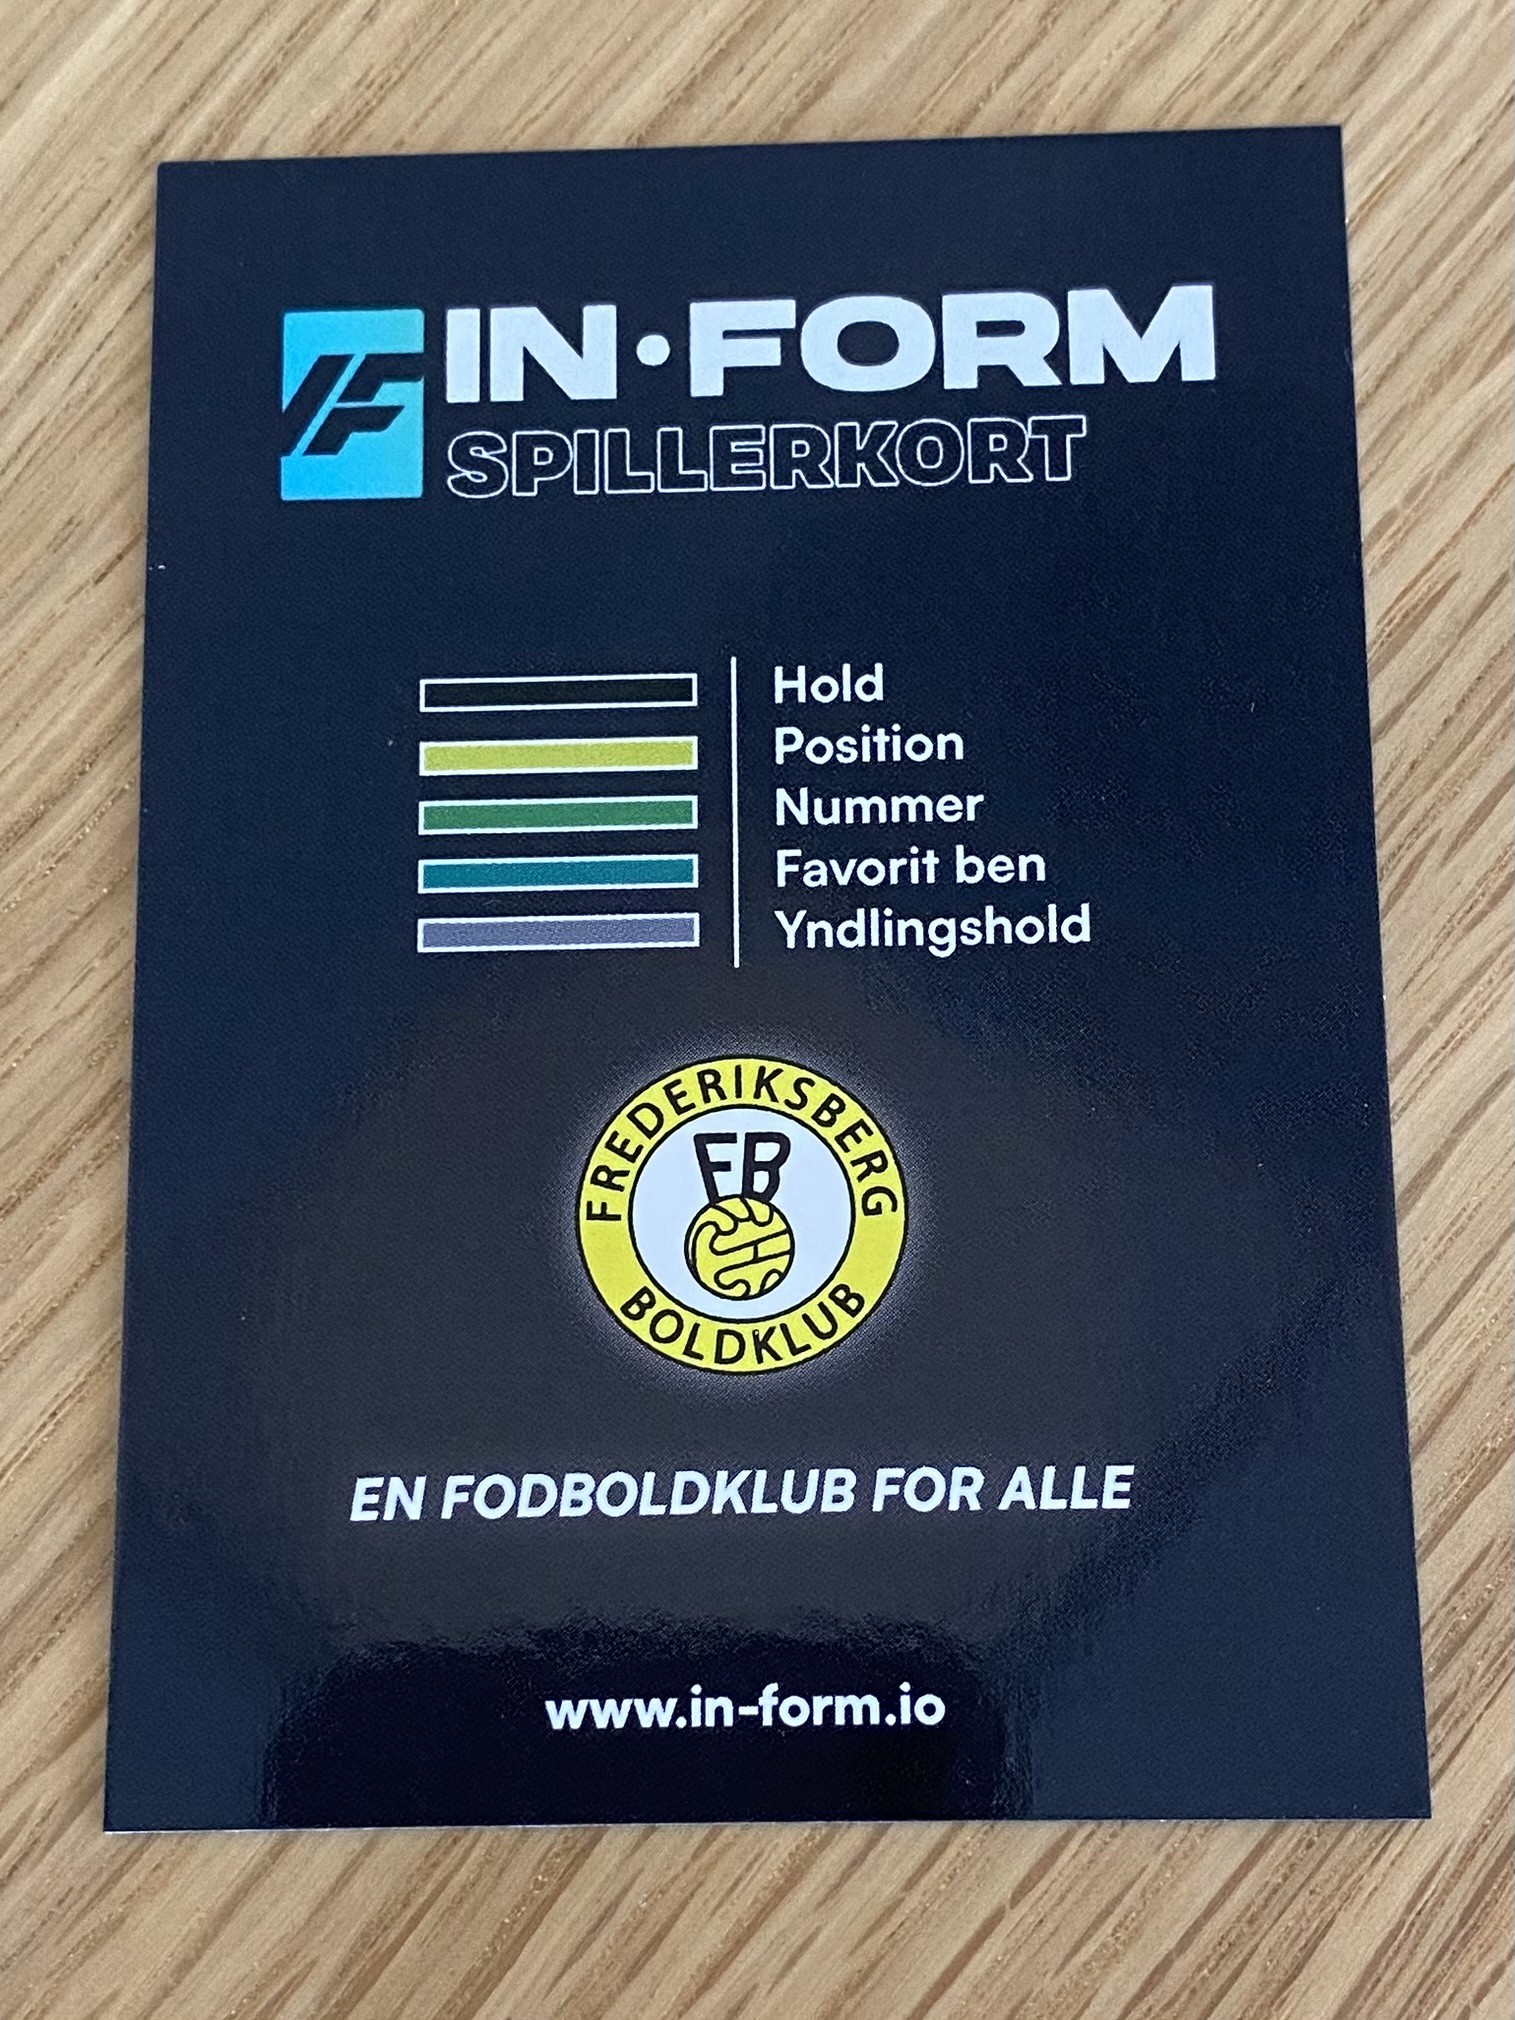 IF
IN•FORM
SPILLERKORT
Hold
Position
Nummer
Favorit ben
Yndlingshold
FREDERIKSBERG
FB
BOLDKLUB
EN FODBOLDKLUB FOR ALLE
www.in-form.io